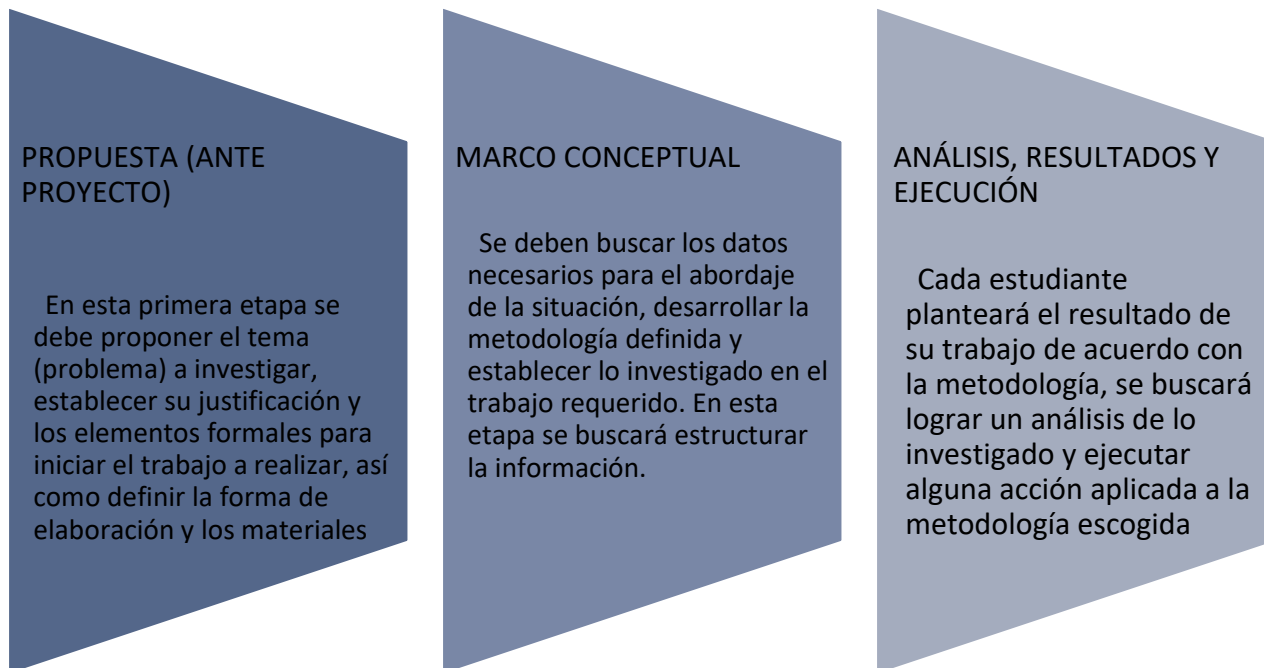 PROPUESTA (ANTE
PROYECTO)
En esta primera etapa se
debe proponer el tema
(problema) a investigar,
establecer su justificación y
los elementos formales para
iniciar el trabajo a realizar, así
como definir la forma de
elaboración y los materiales
MARCO CONCEPTUAL
Se deben buscar los datos
necesarios para el abordaje
de la situación, desarrollar la
metodología definida y
establecer lo investigado en el
trabajo requerido. En esta
etapa se buscará estructurar
la información.
ANÁLISIS, RESULTADOS Y
EJECUCIÓN
Cada estudiante
planteará el resultado de
su trabajo de acuerdo con
la metodología, se buscará
lograr un análisis de lo
investigado y ejecutar
alguna acción aplicada a la
metodología escogida